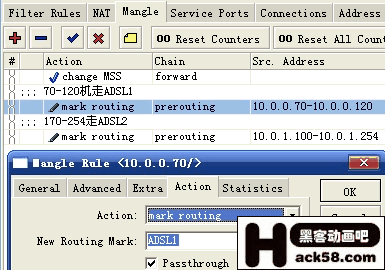 Filter Rules NAT Mangle Service Ports Connections Address
00 Reset Counters 00 Reset All Count
# Action Chain Src. Address
change MSS forward
;;; 70-120机走ADSL1
mark routing prerouting 10.0.0.70-10.0.0.120
;;; 170-254走ADSL2
mark routing prerouting 10.0.1.100-10.0.1.254
Mangle Rule <10.0.0.70/>
General Advanced Extra Action Statistics
OK
Action: mark routing
New Routing Mark: ADSL1
Passthrough
黑客动画吧
Hack58.com